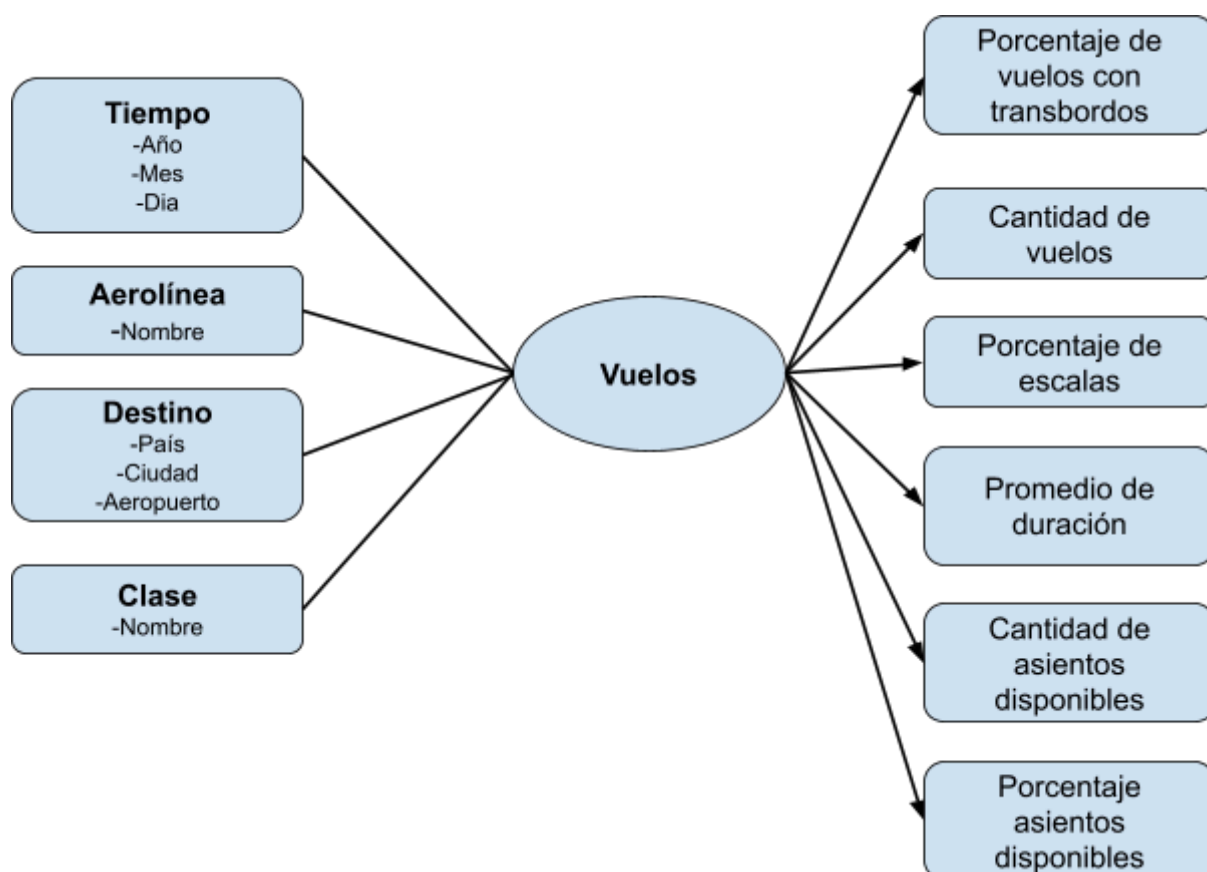 Tiempo
-Año
-Mes
-Dia
Aerolínea
-Nombre
Destino
-País
-Ciudad
-Aeropuerto
Clase
-Nombre
Vuelos
Porcentaje de
vuelos con
transbordos
Cantidad de
vuelos
Porcentaje de
escalas
Promedio de
duración
Cantidad de
asientos
disponibles
Porcentaje
asientos
disponibles